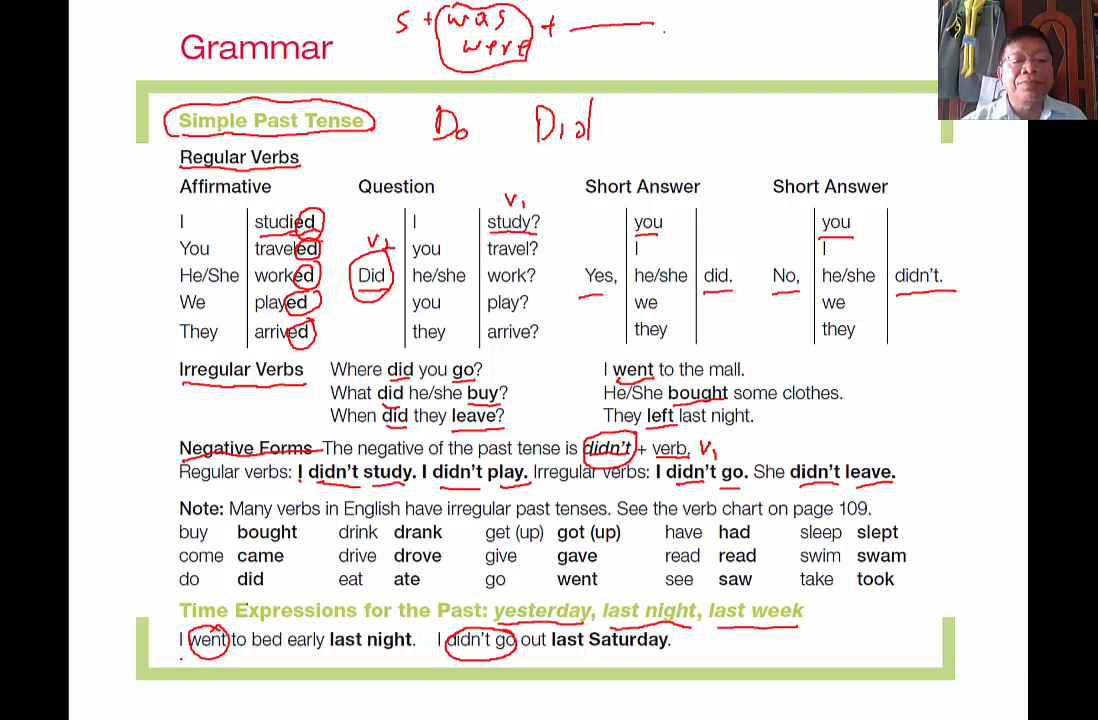 s + was + ______.
were
Grammar
Simple Past Tense Do Did
Regular Verbs
Affirmative Question Short Answer Short Answer
V1
I studied I study? you you
V2
You traveled you travel? I I
He/She worked Did he/she work? Yes, he/she did. No, he/she didn't.
We played you play? we we
They arrived they arrive? they they
Irregular Verbs Where did you go? I went to the mall.
What did he/she buy? He/She bought some clothes.
When did they leave? They left last night.
Negative Forms The negative of the past tense is didn't + verb, V1
Regular verbs: I didn't study. I didn't play. Irregular verbs: I didn't go. She didn't leave.
Note: Many verbs in English have irregular past tenses. See the verb chart on page 109.
buy bought drink drank get (up) got (up) have had sleep slept
come came drive drove give gave read read swim swam
do did eat ate go went see saw take took
Time Expressions for the Past: yesterday, last night, last week
I went to bed early last night. I didn't go out last Saturday.